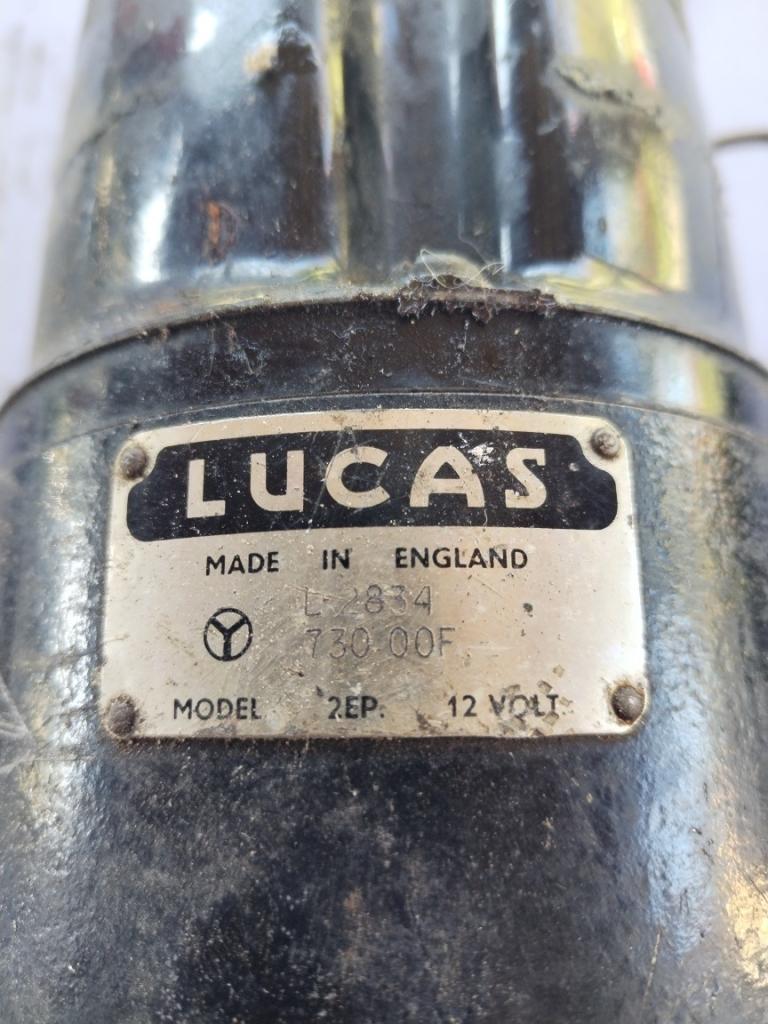 LUCAS
MADE IN ENGLAND
L-2834
730 00F
MODEL 2EP. 12 VOLT